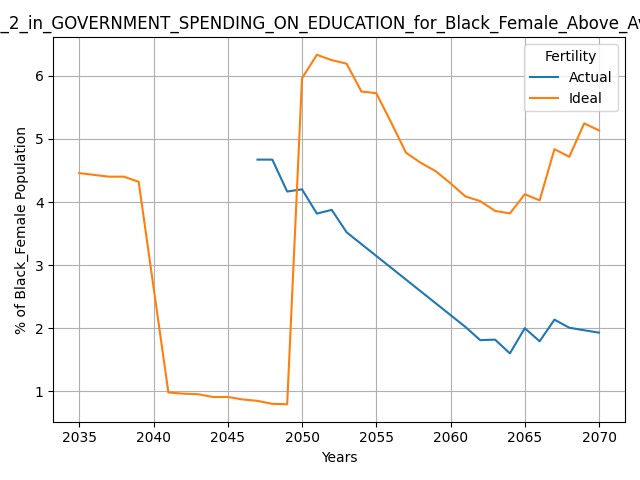 _2_in_GOVERNMENT_SPENDING_ON_EDUCATION_for_Black_Female_Above_Av
Fertility
Actual
Ideal
% of Black_Female Population
6
5
4
3
2
1
2035 2040 2045 2050 2055 2060 2065 2070
Years